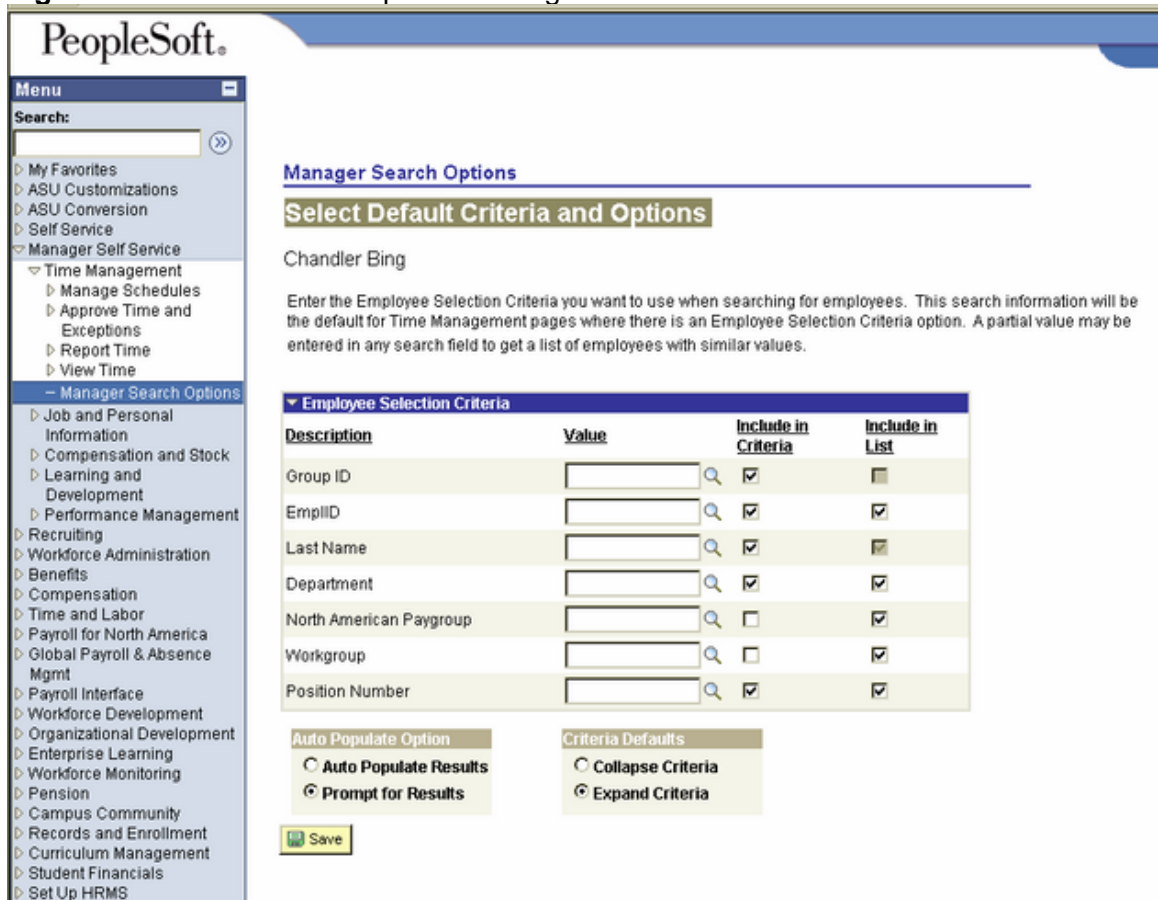 PeopleSoft.
Menu
Search:
My Favorites
ASU Customizations
ASU Conversion
Self Service
Manager Self Service
Time Management
Manage Schedules
Approve Time and
Exceptions
Report Time
View Time
– Manager Search Options
Job and Personal
Information
Compensation and Stock
Learning and
Development
Performance Management
Recruiting
Workforce Administration
Benefits
Compensation
Time and Labor
Payroll for North America
Global Payroll & Absence
Mgmt
Payroll Interface
Workforce Development
Organizational Development
Enterprise Learning
Workforce Monitoring
Pension
Campus Community
Records and Enrollment
Curriculum Management
Student Financials
Set Up HRMS
Manager Search Options
Select Default Criteria and Options
Chandler Bing
Enter the Employee Selection Criteria you want to use when searching for employees. This search information will be
the default for Time Management pages where there is an Employee Selection Criteria option. A partial value may be
entered in any search field to get a list of employees with similar values.
Employee Selection Criteria
Description Value Include in Criteria Include in List
Group ID
EmplID
Last Name
Department
North American Paygroup
Workgroup
Position Number
Auto Populate Option
Auto Populate Results
Prompt for Results
Criteria Defaults
Collapse Criteria
Expand Criteria
Save